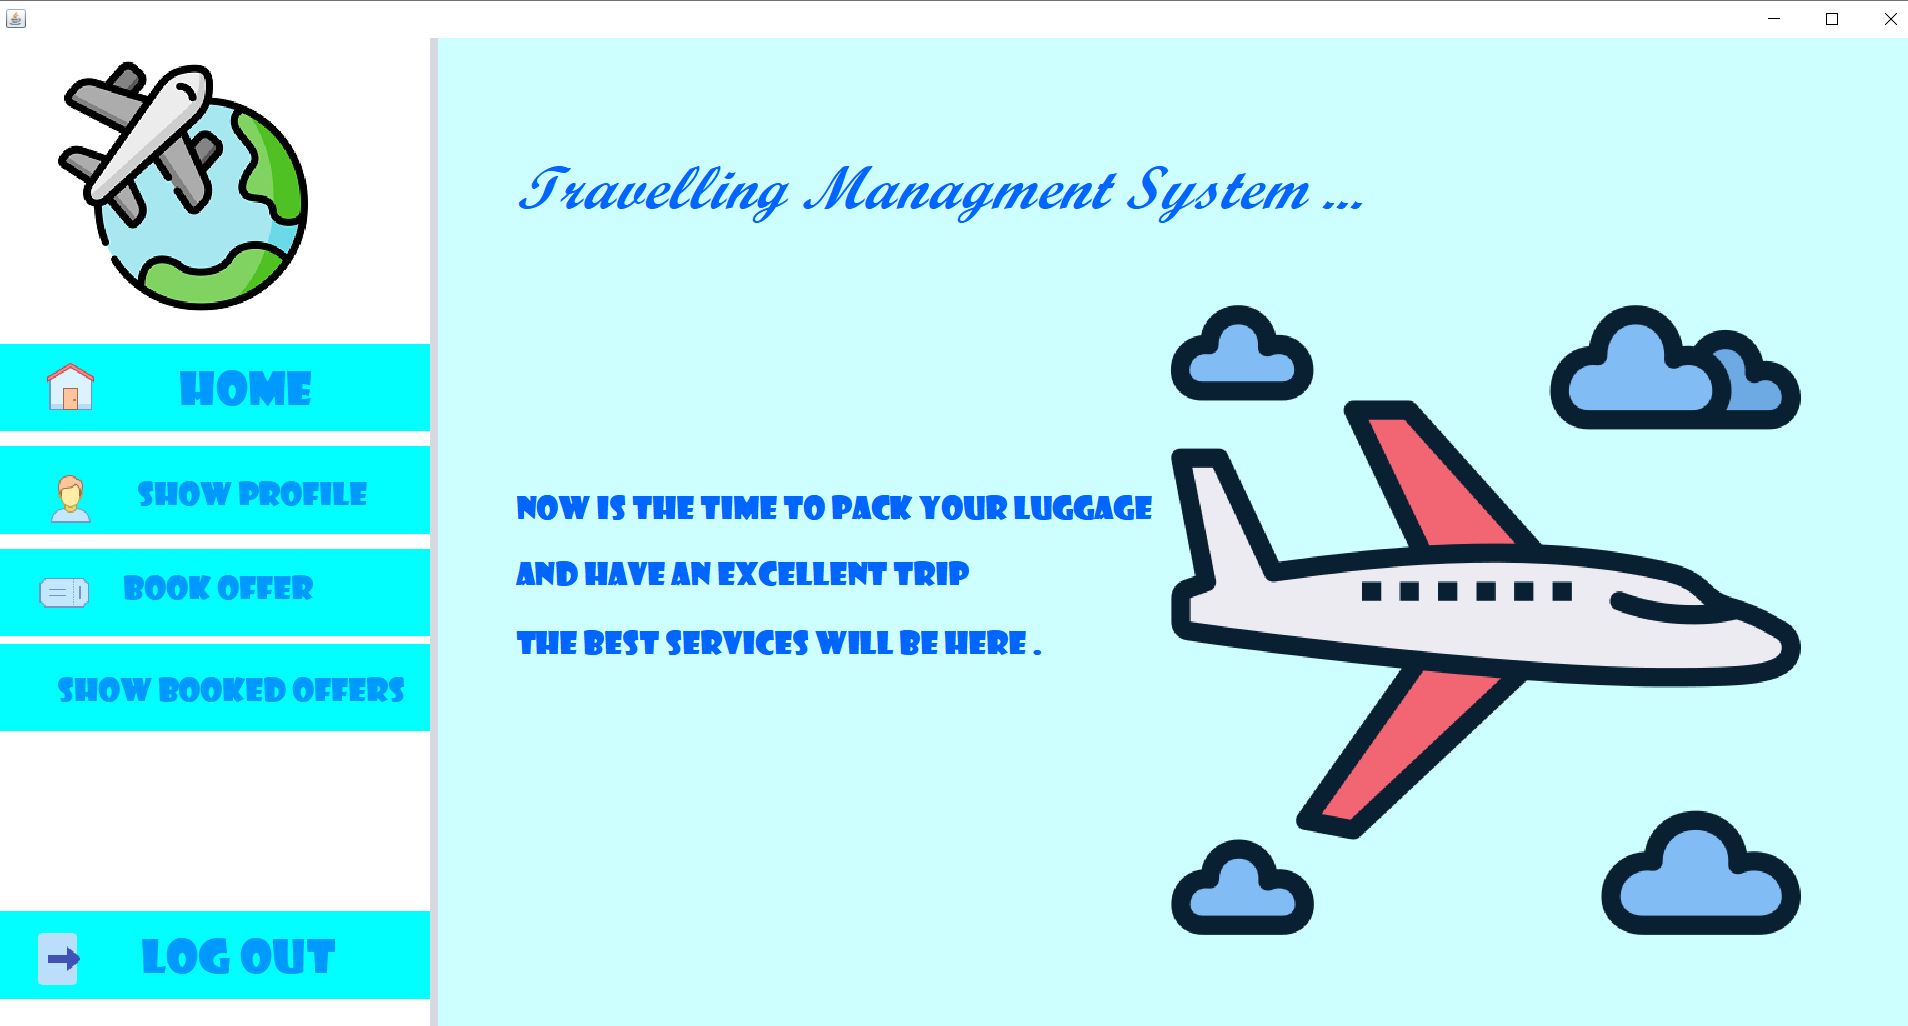 HOME
SHOW PROFILE
BOOK OFFER
SHOW BOOKED OFFERS
LOG OUT
Travelling Managment System ...
NOW IS THE TIME TO PACK YOUR LUGGAGE
AND HAVE AN EXCELLENT TRIP
THE BEST SERVICES WILL BE HERE .